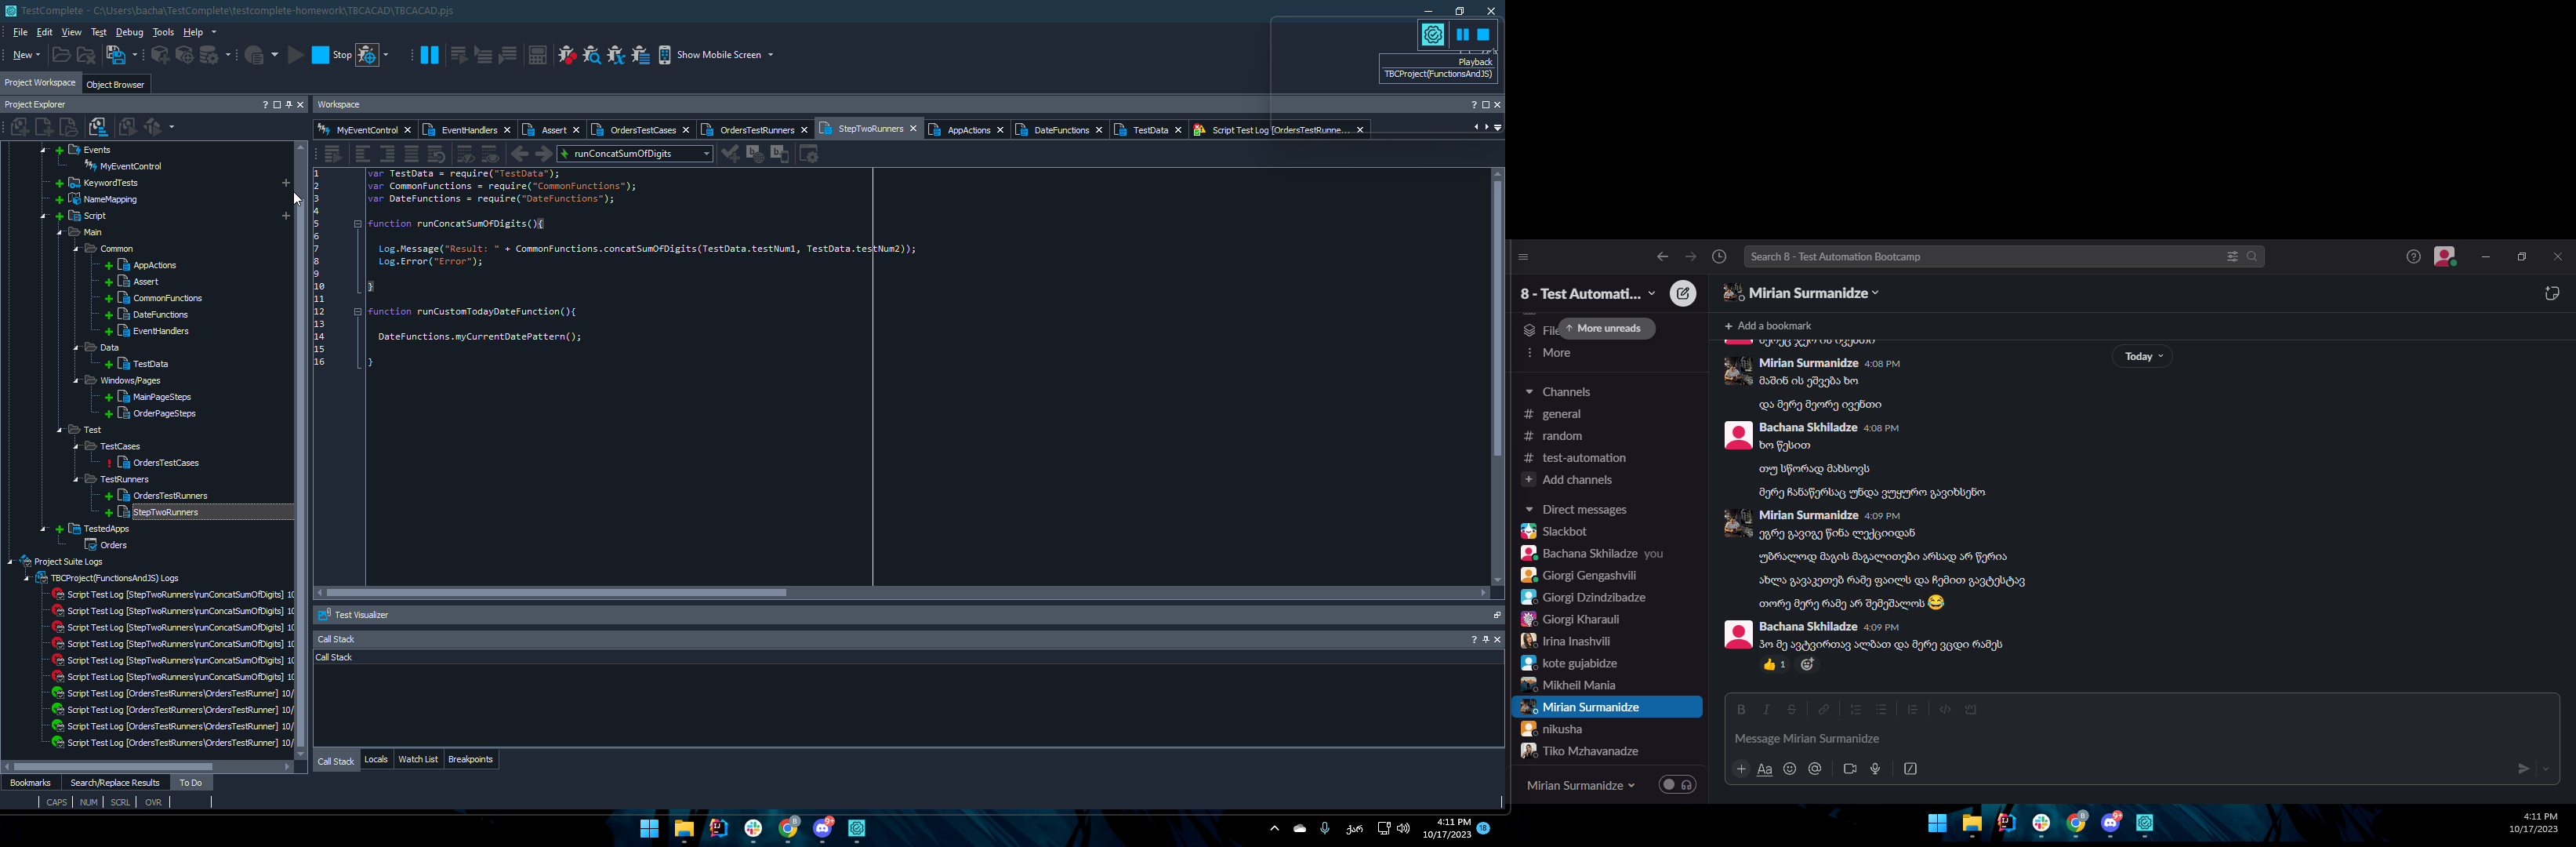 TestComplete - C:\Users\bacha\TestComplete\testcomplete-homework\TBCACAD\TBCACAD.pjs
File Edit View Test Debug Tools Help
New Stop Show Mobile Screen
Playback
TBCProject(FunctionsAndJS)
Project Workspace Object Browser
Project Explorer
Events
MyEventControl
KeywordTests
NameMapping
Script
Main
Common
AppActions
Assert
CommonFunctions
DateFunctions
EventHandlers
Data
TestData
Windows/Pages
MainPageSteps
OrderPageSteps
Test
TestCases
OrdersTestCases
TestRunners
OrdersTestRunners
StepTwoRunners
TestedApps
Orders
Project Suite Logs
TBCProject(FunctionsAndJS) Logs
Script Test Log [StepTwoRunners\runConcatSumOfDigits] 10
Script Test Log [StepTwoRunners\runConcatSumOfDigits] 10
Script Test Log [StepTwoRunners\runConcatSumOfDigits] 10
Script Test Log [StepTwoRunners\runConcatSumOfDigits] 10
Script Test Log [StepTwoRunners\runConcatSumOfDigits] 10
Script Test Log [StepTwoRunners\runConcatSumOfDigits] 10
Script Test Log [OrdersTestRunners\OrdersTestRunner] 10/
Script Test Log [OrdersTestRunners\OrdersTestRunner] 10/
Script Test Log [OrdersTestRunners\OrdersTestRunner] 10/
Script Test Log [OrdersTestRunners\OrdersTestRunner] 10/
Bookmarks Search/Replace Results To Do
CAPS NUM SCRL OVR
Workspace
MyEventControl EventHandlers Assert OrdersTestCases OrdersTestRunners StepTwoRunners AppActions DateFunctions TestData Script Test Log [OrdersTestRunne...
runConcatSumOfDigits
1 var TestData = require("TestData");
2 var CommonFunctions = require("CommonFunctions");
3 var DateFunctions = require("DateFunctions");
4
5 function runConcatSumOfDigits(){
6
7 Log.Message("Result: " + CommonFunctions.concatSumOfDigits(TestData.testNum1, TestData.testNum2));
8 Log.Error("Error");
9
10 }
11
12 function runCustomTodayDateFunction(){
13
14 DateFunctions.myCurrentDatePattern();
15
16 }
Test Visualizer
Call Stack
Call Stack
Call Stack Locals Watch List Breakpoints
ქარ
4:11 PM
10/17/2023
18
Search 8 - Test Automation Bootcamp
8 - Test Automati...
File
More unreads
More
Channels
# general
# random
# test-automation
Add channels
Direct messages
Slackbot
Bachana Skhiladze you
Giorgi Gengashvili
Giorgi Dzindzibadze
Giorgi Kharauli
Irina Inashvili
kote gujabidze
Mikheil Mania
Mirian Surmanidze
nikusha
Tiko Mzhavanadze
Mirian Surmanidze
Mirian Surmanidze
Add a bookmark
Today
Mirian Surmanidze 4:08 PM
მაშინ ის ეშვება ხო
და მერე მეორე ივენთი
Bachana Skhiladze 4:08 PM
ხო წესით
თუ სწორად მახსოვს
მერე ჩანაწერსაც უნდა ვუყურო გავიხსენო
Mirian Surmanidze 4:09 PM
ეგრე გავიგე წინა ლექციიდან
უბრალოდ მაგის მაგალითები არსად არ წერია
ახლა გავაკეთებ რამე ფაილს და ჩემით გავტესტავ
თორე მერე რამე არ შემეშალოს 😂
Bachana Skhiladze 4:09 PM
ჰო მე ავტვირთავ ალბათ და მერე ვცდი რამეს
👍 1
Message Mirian Surmanidze
4:11 PM
10/17/2023